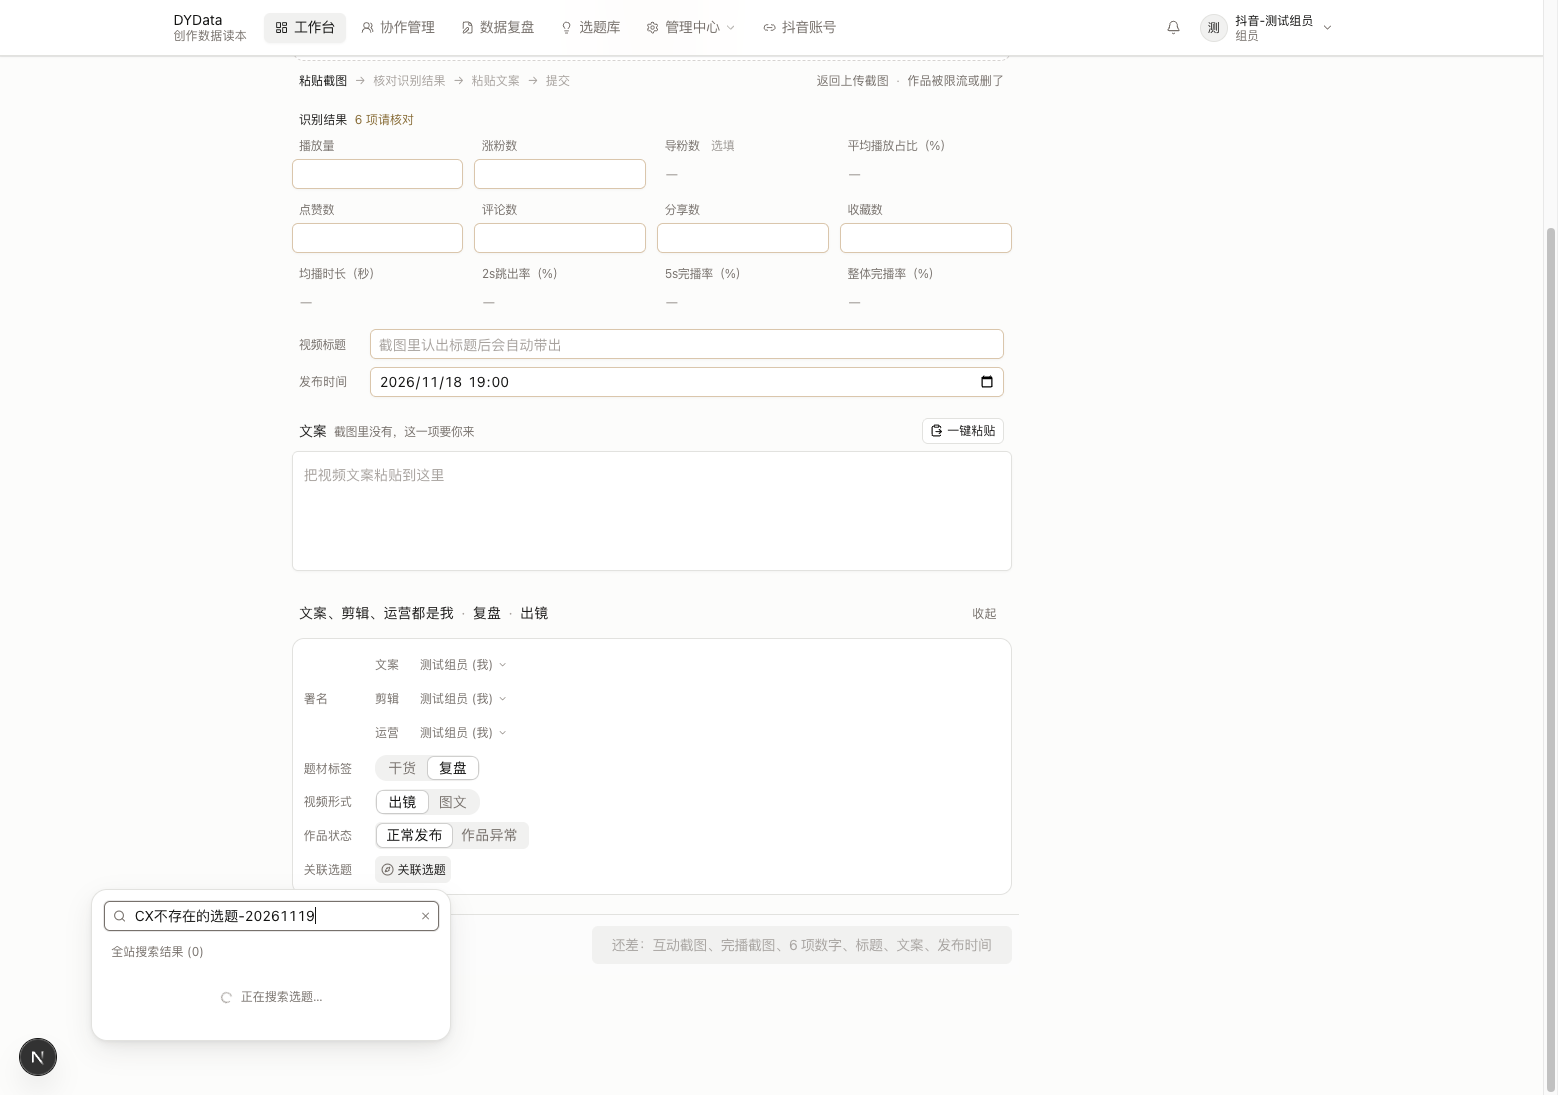 DYData
创作数据读本
工作台 协作管理 数据复盘 选题库 管理中心 抖音账号
测 抖音-测试组员
组员
粘贴截图 → 核对识别结果 → 粘贴文案 → 提交 返回上传截图 · 作品被限流或删了
识别结果 6 项请核对
播放量 涨粉数 导粉数 选填 平均播放占比 (%)
— —
点赞数 评论数 分享数 收藏数
均播时长 (秒) 2s跳出率 (%) 5s完播率 (%) 整体完播率 (%)
— — — —
视频标题 截图里认出标题后会自动带出
发布时间 2026/11/18 19:00
文案 截图里没有，这一项要你来 一键粘贴
把视频文案粘贴到这里
文案、剪辑、运营都是我 · 复盘 · 出镜 收起
文案 测试组员 (我)
署名 剪辑 测试组员 (我)
运营 测试组员 (我)
题材标签 干货 复盘
视频形式 出镜 图文
作品状态 正常发布 作品异常
关联选题 关联选题
CX不存在的选题-20261119 ×
全站搜索结果 (0)
正在搜索选题...
还差：互动截图、完播截图、6 项数字、标题、文案、发布时间
N